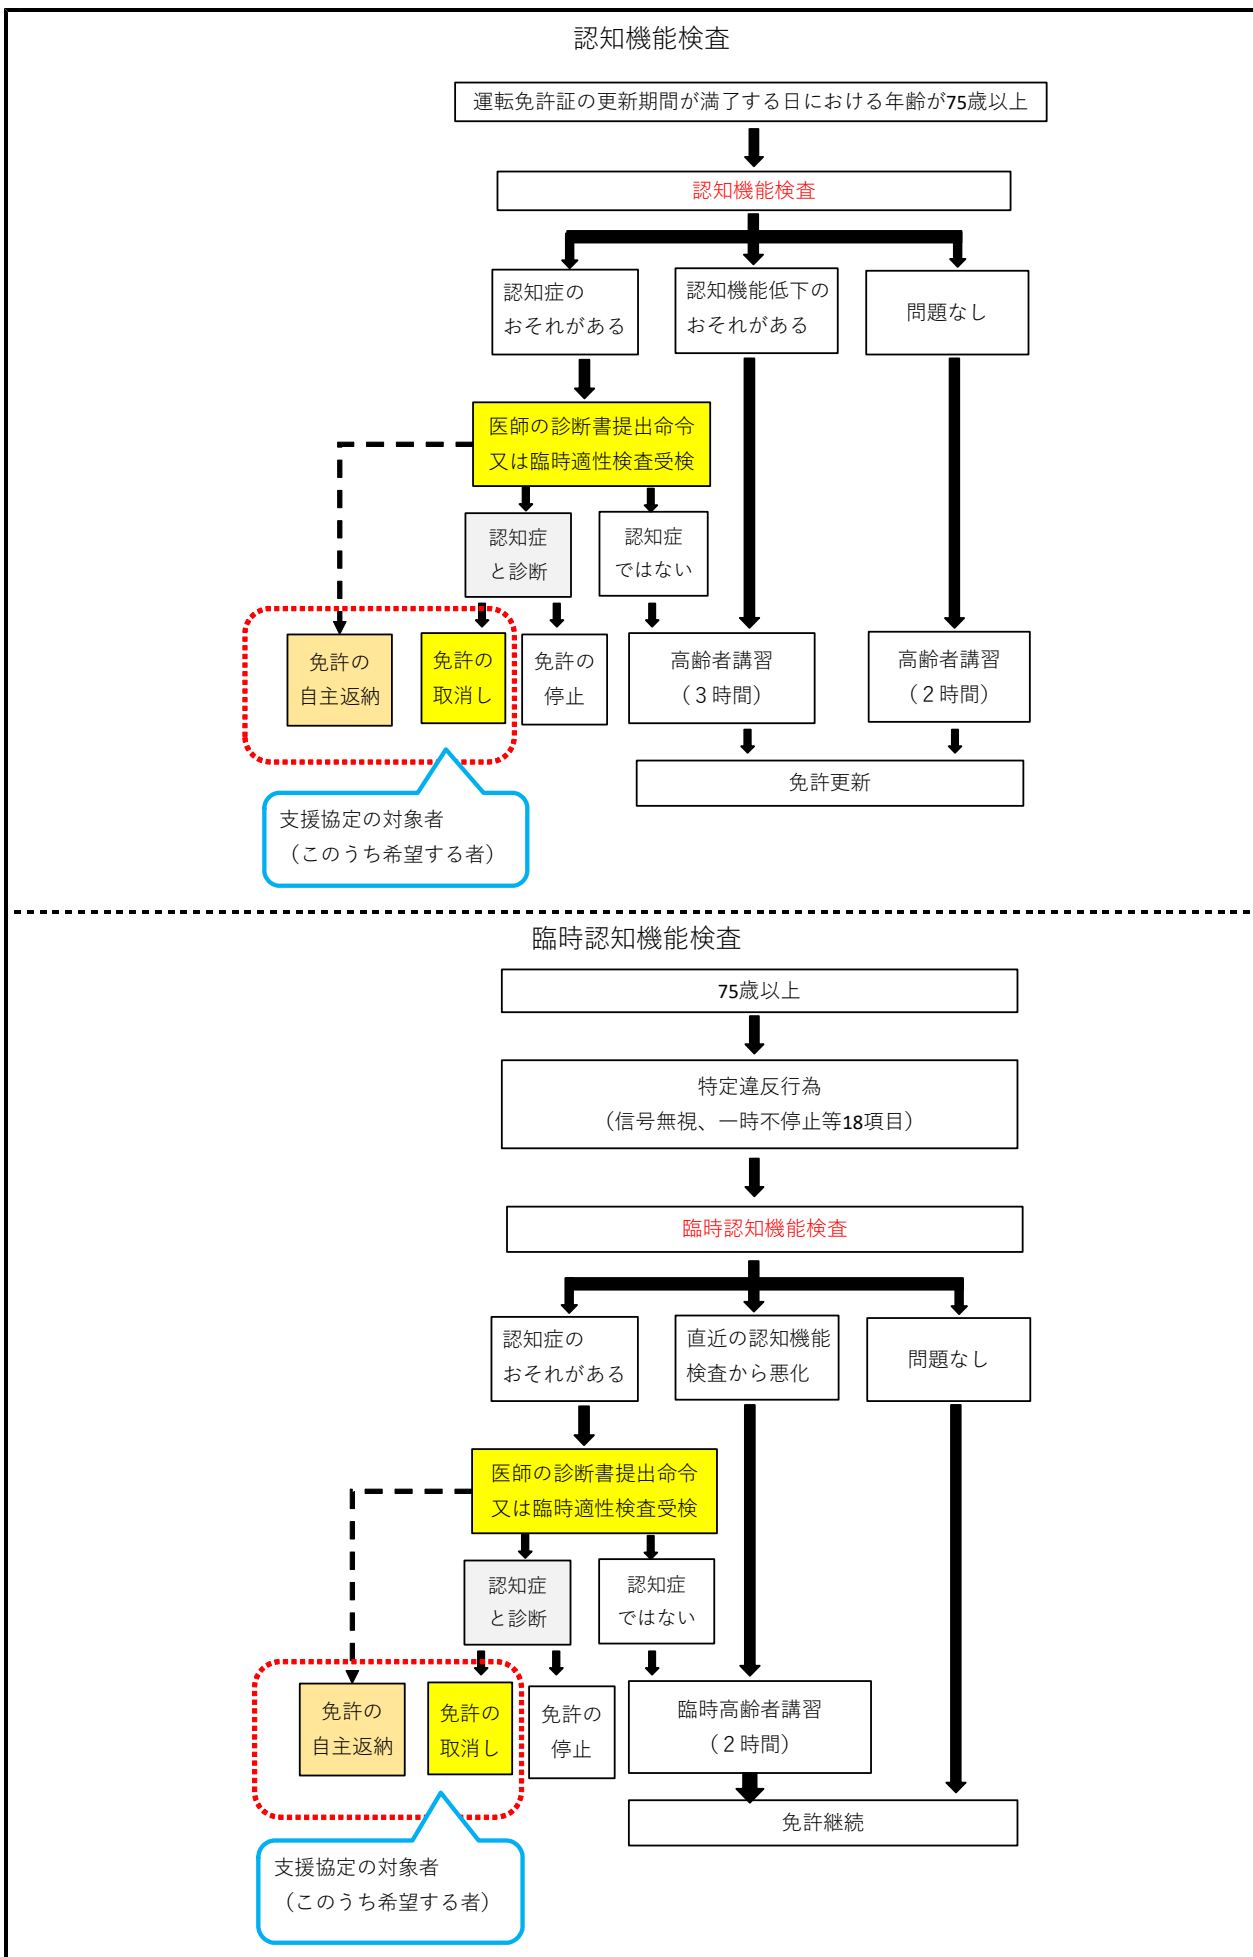 認知機能検査
運転免許証の更新期間が満了する日における年齢が75歳以上
認知機能検査
認知症の
おそれがある
認知機能低下の
おそれがある
問題なし
医師の診断書提出命令
又は臨時適性検査受検
認知症
と診断
認知症
ではない
免許の
自主返納
免許の
取消し
免許の
停止
高齢者講習
（３時間）
高齢者講習
（２時間）
免許更新
支援協定の対象者
（このうち希望する者）
臨時認知機能検査
75歳以上
特定違反行為
（信号無視、一時不停止等18項目）
臨時認知機能検査
認知症の
おそれがある
直近の認知機能
検査から悪化
問題なし
医師の診断書提出命令
又は臨時適性検査受検
認知症
と診断
認知症
ではない
免許の
自主返納
免許の
取消し
免許の
停止
臨時高齢者講習
（２時間）
免許継続
支援協定の対象者
（このうち希望する者）